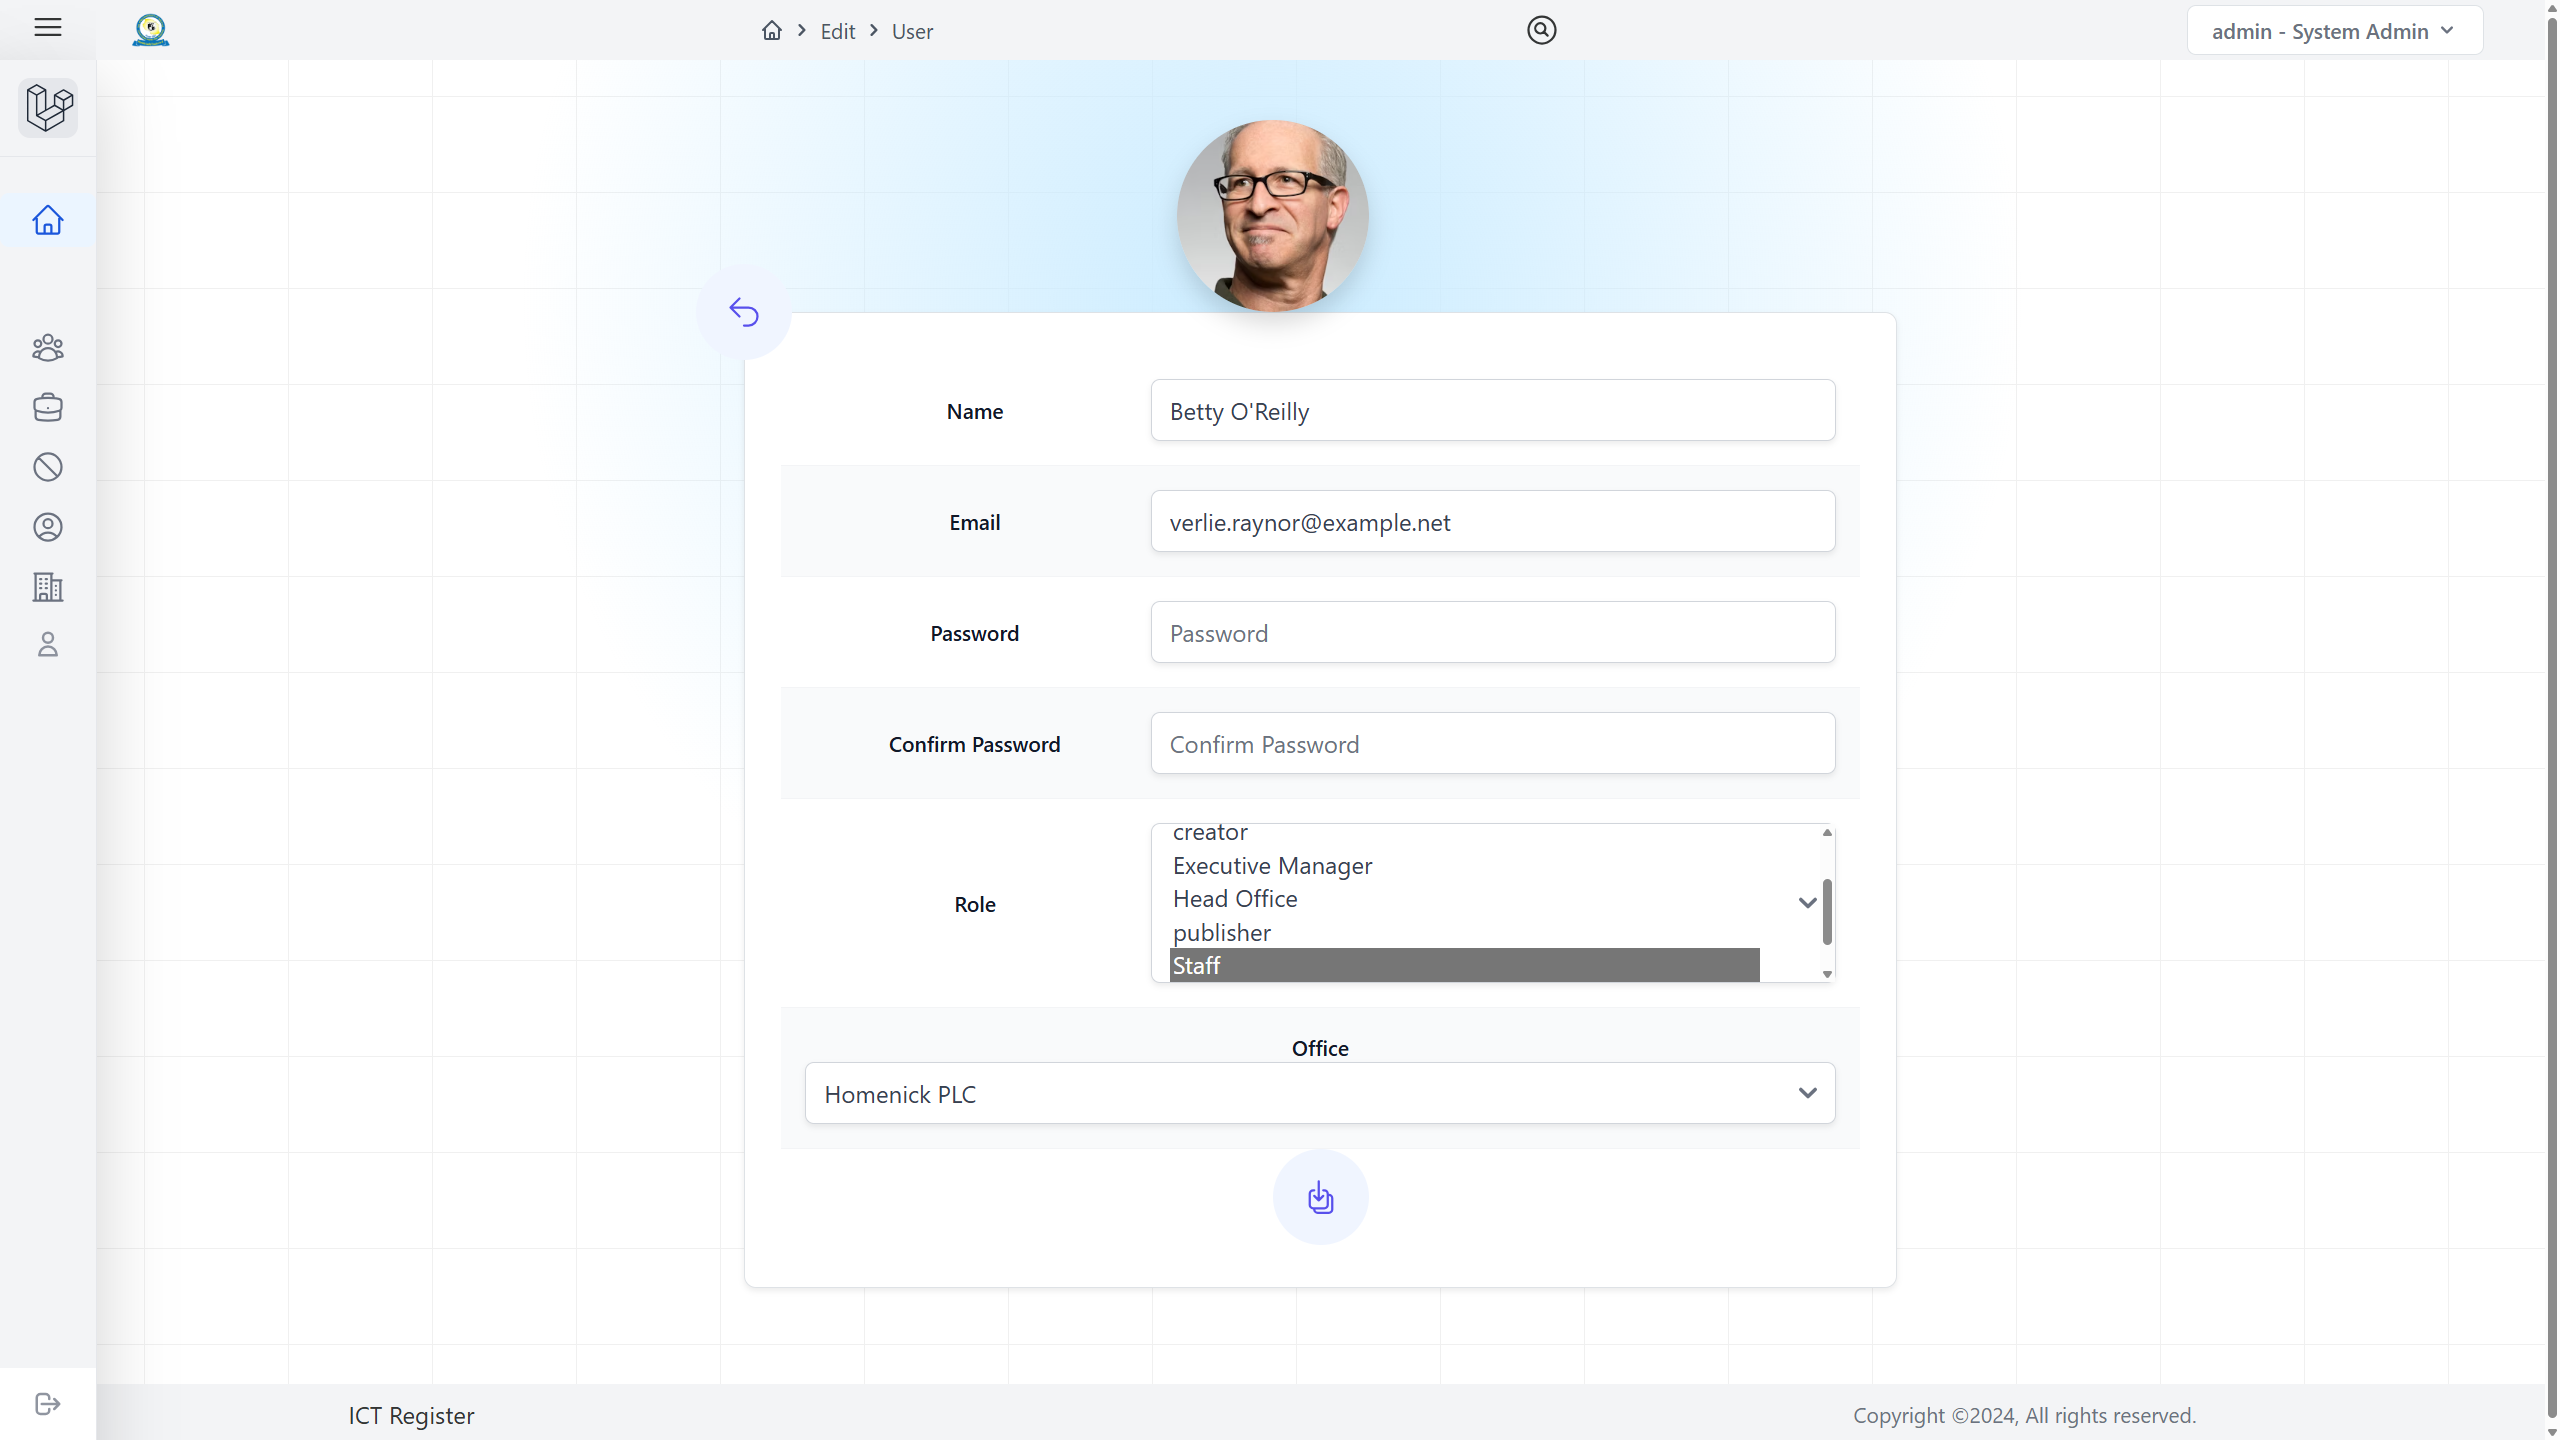 Edit
User
admin - System Admin
Name
Betty O'Reilly
Email
verlie.raynor@example.net
Password
Password
Confirm Password
Confirm Password
Role
creator
Executive Manager
Head Office
publisher
Staff
Office
Homenick PLC
ICT Register
Copyright ©2024, All rights reserved.